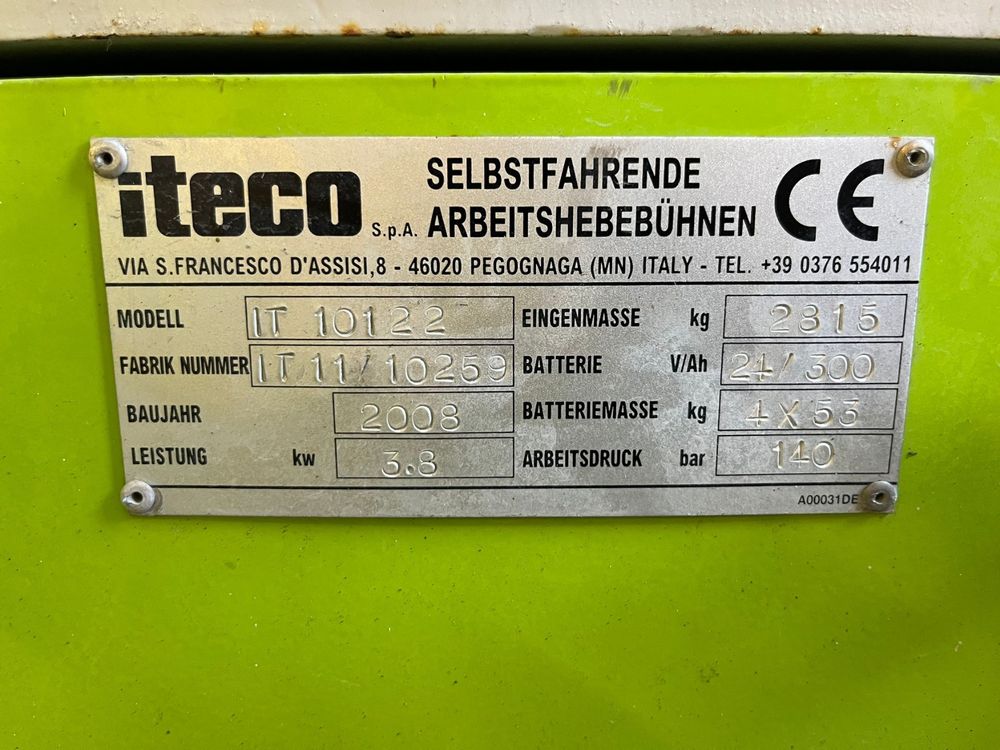 iteco S.p.A.
SELBSTFAHRENDE
ARBEITSHEBEBÜHNEN
CE
VIA S.FRANCESCO D'ASSISI,8 - 46020 PEGOGNAGA (MN) ITALY - TEL. +39 0376 554011
MODELL IT 10122 EINGENMASSE kg 2815
FABRIK NUMMER IT 11/10259 BATTERIE V/Ah 24/300
BAUJAHR 2008 BATTERIEMASSE kg 4X53
LEISTUNG kw 3.8 ARBEITSDRUCK bar 140
A00031DE